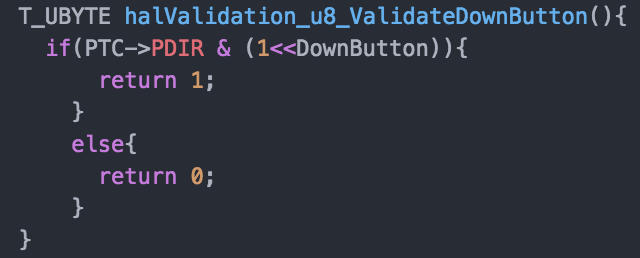 T_UBYTE halValidation_u8_ValidateDownButton(){
  if(PTC->PDIR & (1<<DownButton)){
      return 1;
    }
    else{
      return 0;
    }
}